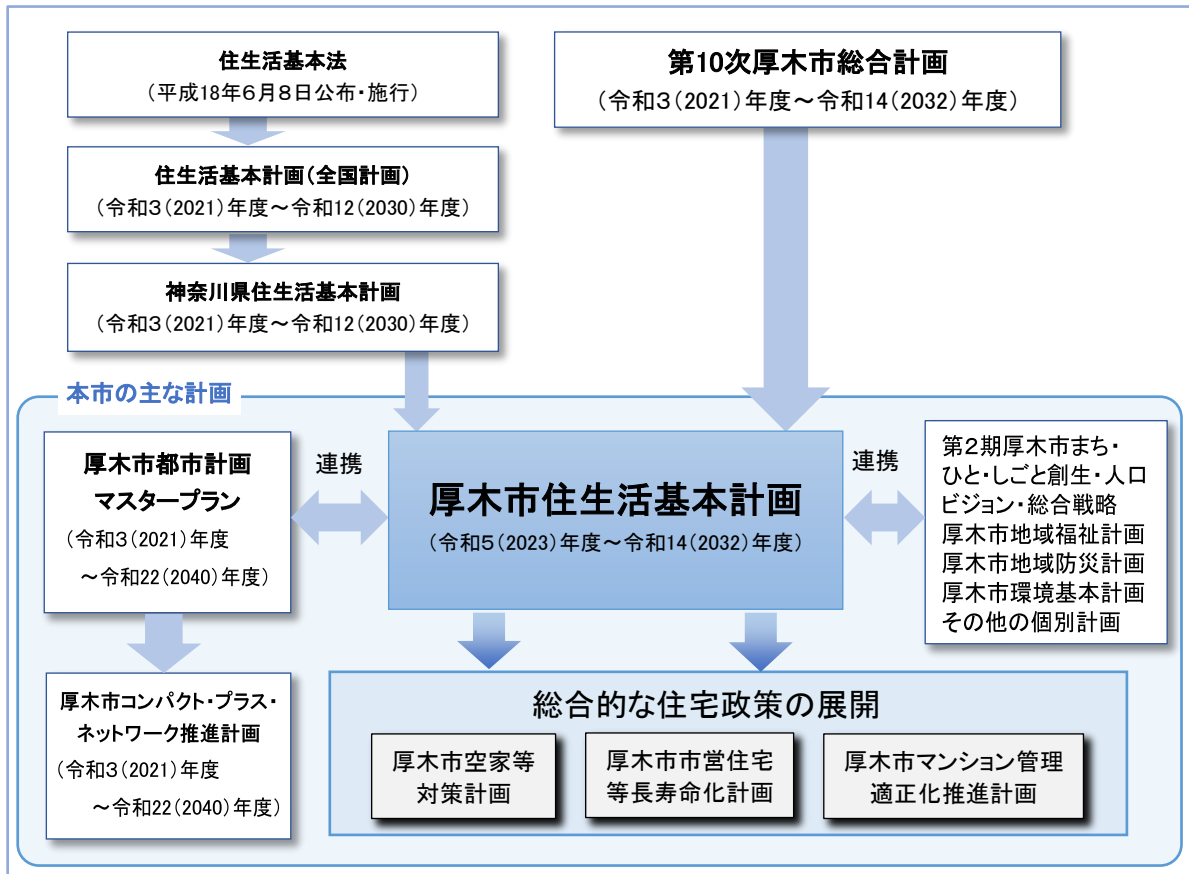 住生活基本法
（平成18年６月８日公布・施行）
住生活基本計画（全国計画）
（令和３（2021）年度～令和12（2030）年度）
神奈川県住生活基本計画
（令和３（2021）年度～令和12（2030）年度）
第10次厚木市総合計画
（令和３（2021）年度～令和14（2032）年度）
本市の主な計画
厚木市都市計画
マスタープラン
（令和３（2021）年度
～令和22（2040）年度）
連携
厚木市住生活基本計画
（令和５（2023）年度～令和14（2032）年度）
連携
第２期厚木市まち・
ひと・しごと創生・人口
ビジョン・総合戦略
厚木市地域福祉計画
厚木市地域防災計画
厚木市環境基本計画
その他の個別計画
厚木市コンパクト・プラス・
ネットワーク推進計画
（令和３（2021）年度
～令和22（2040）年度）
総合的な住宅政策の展開
厚木市空家等
対策計画
厚木市市営住宅
等長寿命化計画
厚木市マンション管理
適正化推進計画